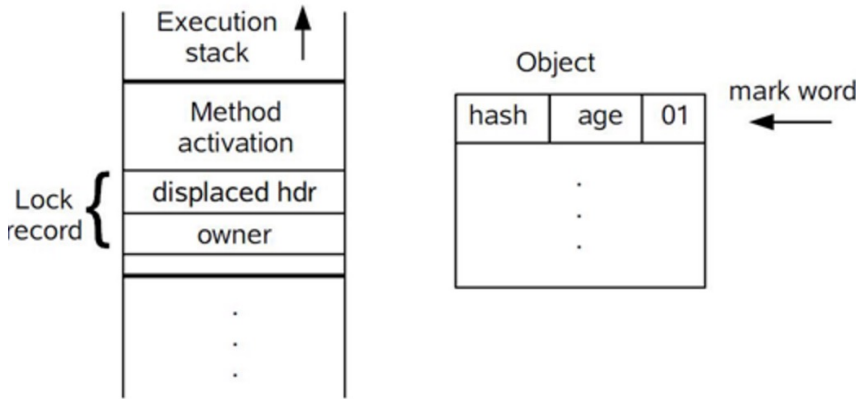 Execution
stack
Method
activation
Lock
record
displaced hdr
owner
Object
hash age 01
mark word